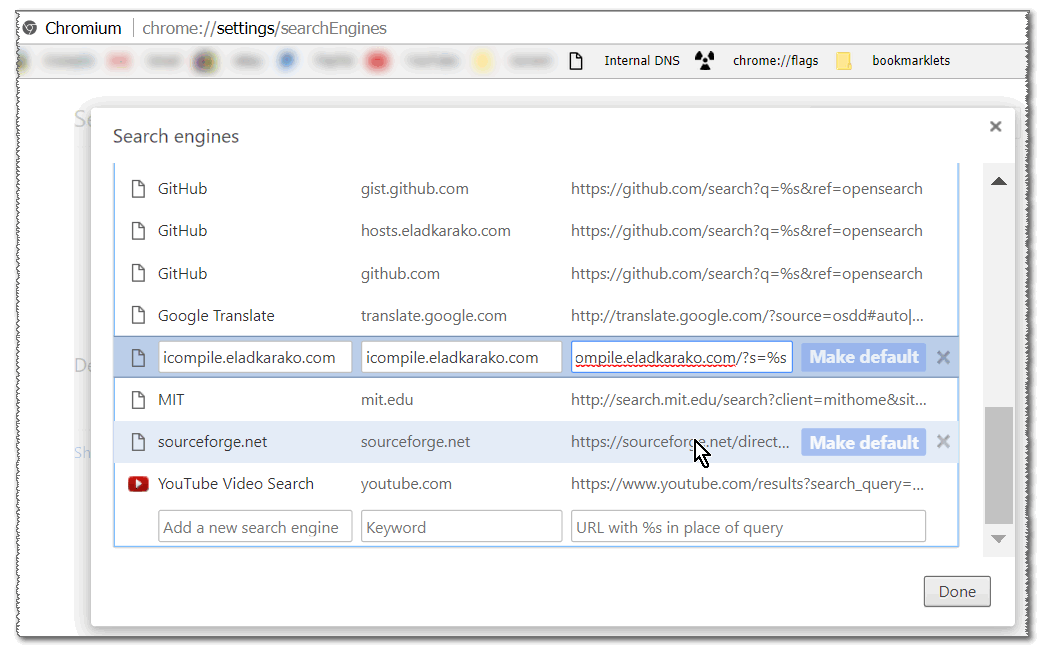 Chromium chrome://settings/searchEngines
Internal DNS chrome://flags bookmarklets
Search engines
GitHub gist.github.com https://github.com/search?q=%s&ref=opensearch
GitHub hosts.eladkarako.com https://github.com/search?q=%s&ref=opensearch
GitHub github.com https://github.com/search?q=%s&ref=opensearch
Google Translate translate.google.com http://translate.google.com/?source=osdd#auto|...
icompile.eladkarako.com icompile.eladkarako.com ompile.eladkarako.com/?s=%s Make default
MIT mit.edu http://search.mit.edu/search?client=mithome&sit...
sourceforge.net sourceforge.net https://sourceforge.net/direct... Make default
YouTube Video Search youtube.com https://www.youtube.com/results?search_query=...
Add a new search engine Keyword URL with %s in place of query
Done